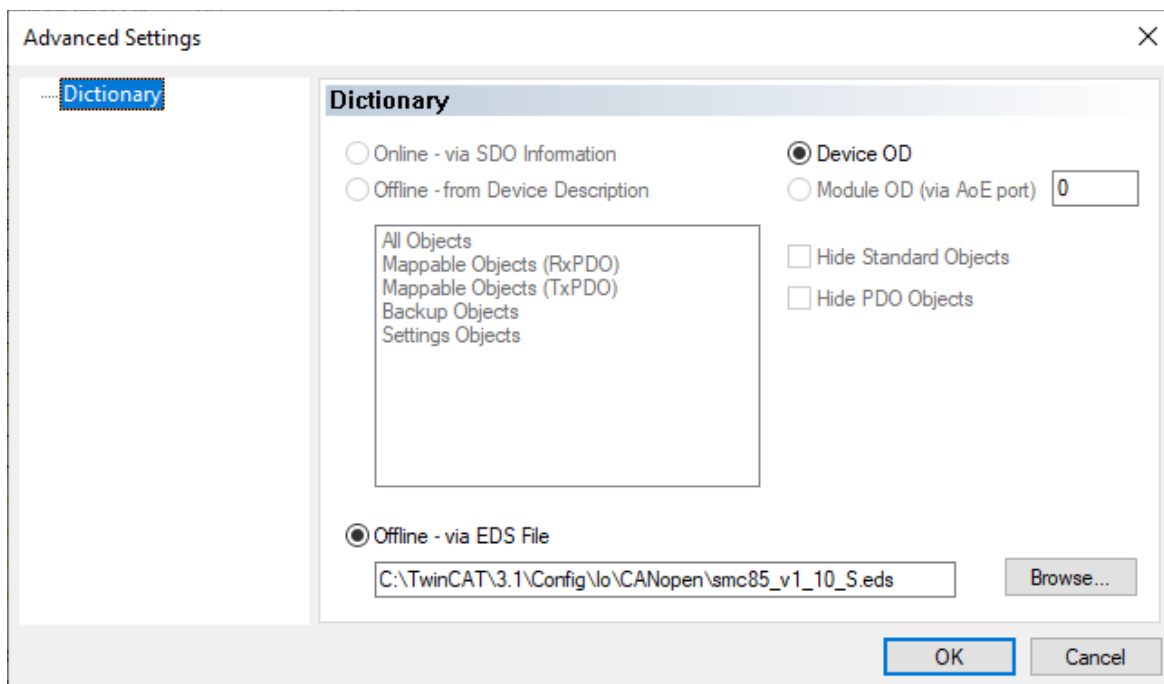 Advanced Settings
Dictionary
Dictionary
Online - via SDO Information
Offline - from Device Description
All Objects
Mappable Objects (RxPDO)
Mappable Objects (TxPDO)
Backup Objects
Settings Objects
Device OD
Module OD (via AoE port) 0
Hide Standard Objects
Hide PDO Objects
Offline - via EDS File
C:\TwinCAT\3.1\Config\Io\CANopen\smc85_v1_10_S.eds
Browse...
OK
Cancel